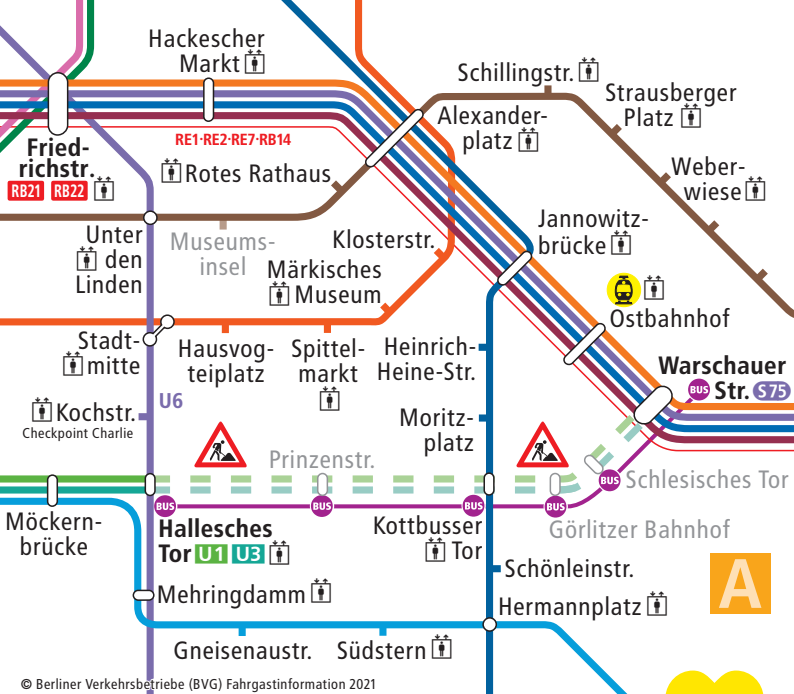 Hackescher
Markt
Schillingstr.
Strausberger
Platz
Alexander-
platz
RE1·RE2·RE7·RB14
Fried-
richstr.
RB21 RB22
Rotes Rathaus
Weber-
wiese
Unter
den
Linden
Museums-
insel
Klosterstr.
Jannowitz-
brücke
Märkisches
Museum
Ostbahnhof
Stadt-
mitte
Hausvog-
teiplatz
Spittel-
markt
Heinrich-
Heine-Str.
Warschauer
BUS Str. S75
Kochstr.
Checkpoint Charlie
U6
Moritz-
platz
Prinzenstr.
BUS Schlesisches Tor
BUS
BUS
BUS
BUS
Möckern-
brücke
Hallesches
Tor U1 U3
Kottbusser
Tor
Görlitzer Bahnhof
Schönleinstr.
A
Mehringdamm
Hermannplatz
Gneisenaustr.
Südstern
© Berliner Verkehrsbetriebe (BVG) Fahrgastinformation 2021